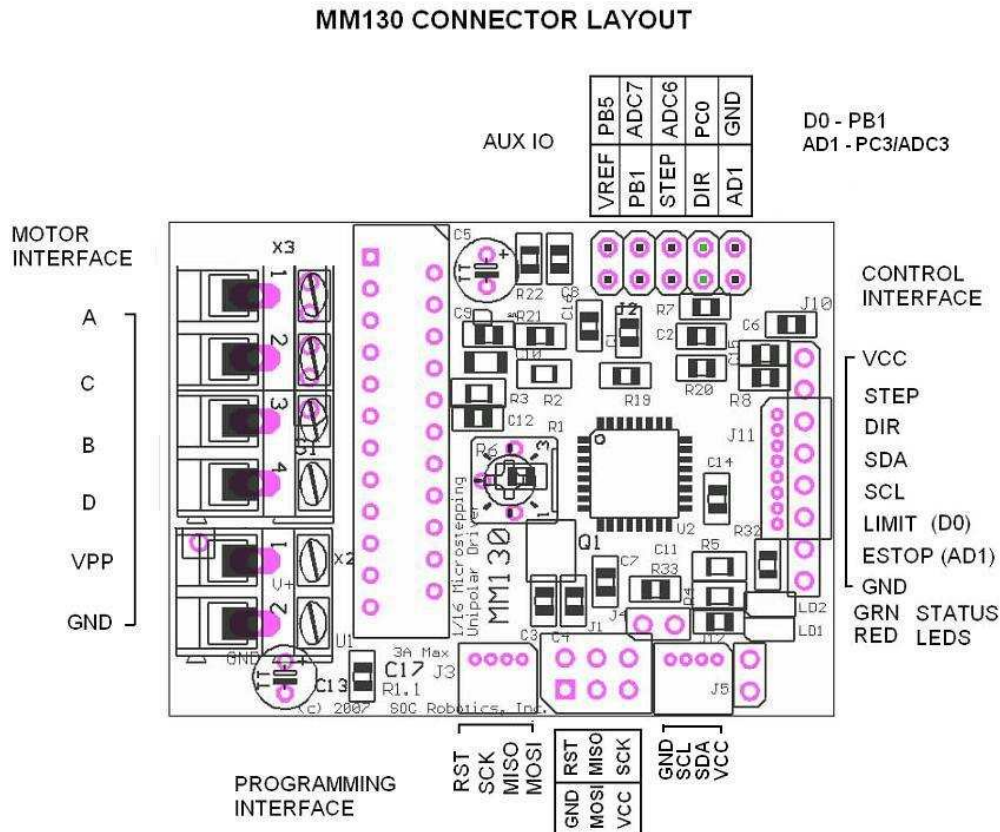 MM130 CONNECTOR LAYOUT
AUX IO
PB5 ADC7 ADC6 PC0 GND
VREF PB1 STEP DIR AD1
D0 - PB1
AD1 - PC3/ADC3
MOTOR
INTERFACE
A
C
B
D
VPP
GND
X3
1
2
3
4
1
2
X2
V+
GND
U1
C5
TT
+
R22
C8
C9
R21
J2
R7
C2
C6
J10
R3
R2
R19
R20
R8
C12
R1
R6
3
1
J11
C14
U2
R32
Q1
C7
C11
R33
R5
LD2
LD1
C3
C4
J1
J4
J12
J5
1/16 Microstepping
Unipolar Driver
MM130
3A Max
C17
R1.1
J3
C13
TT
+
(c) 2007 SOC Robotics, Inc.
CONTROL
INTERFACE
VCC
STEP
DIR
SDA
SCL
LIMIT (D0)
ESTOP (AD1)
GND
GRN STATUS
RED LEDS
PROGRAMMING
INTERFACE
RST
SCK
MISO
MOSI
RST MISO SCK
GND MOSI VCC
GND
SCL
SDA
VCC